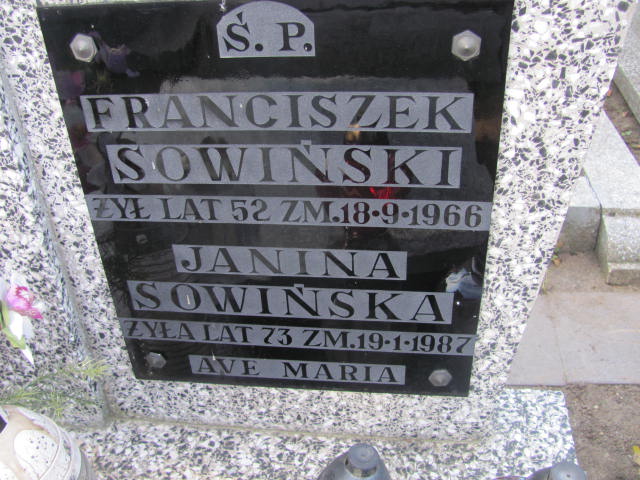 Ś. P.
FRANCISZEK
SOWIŃSKI
ŻYŁ LAT 52 ZM.18•9•1966
JANINA
SOWIŃSKA
ŻYŁA LAT 73 ZM.19•1•1987
AVE MARIA